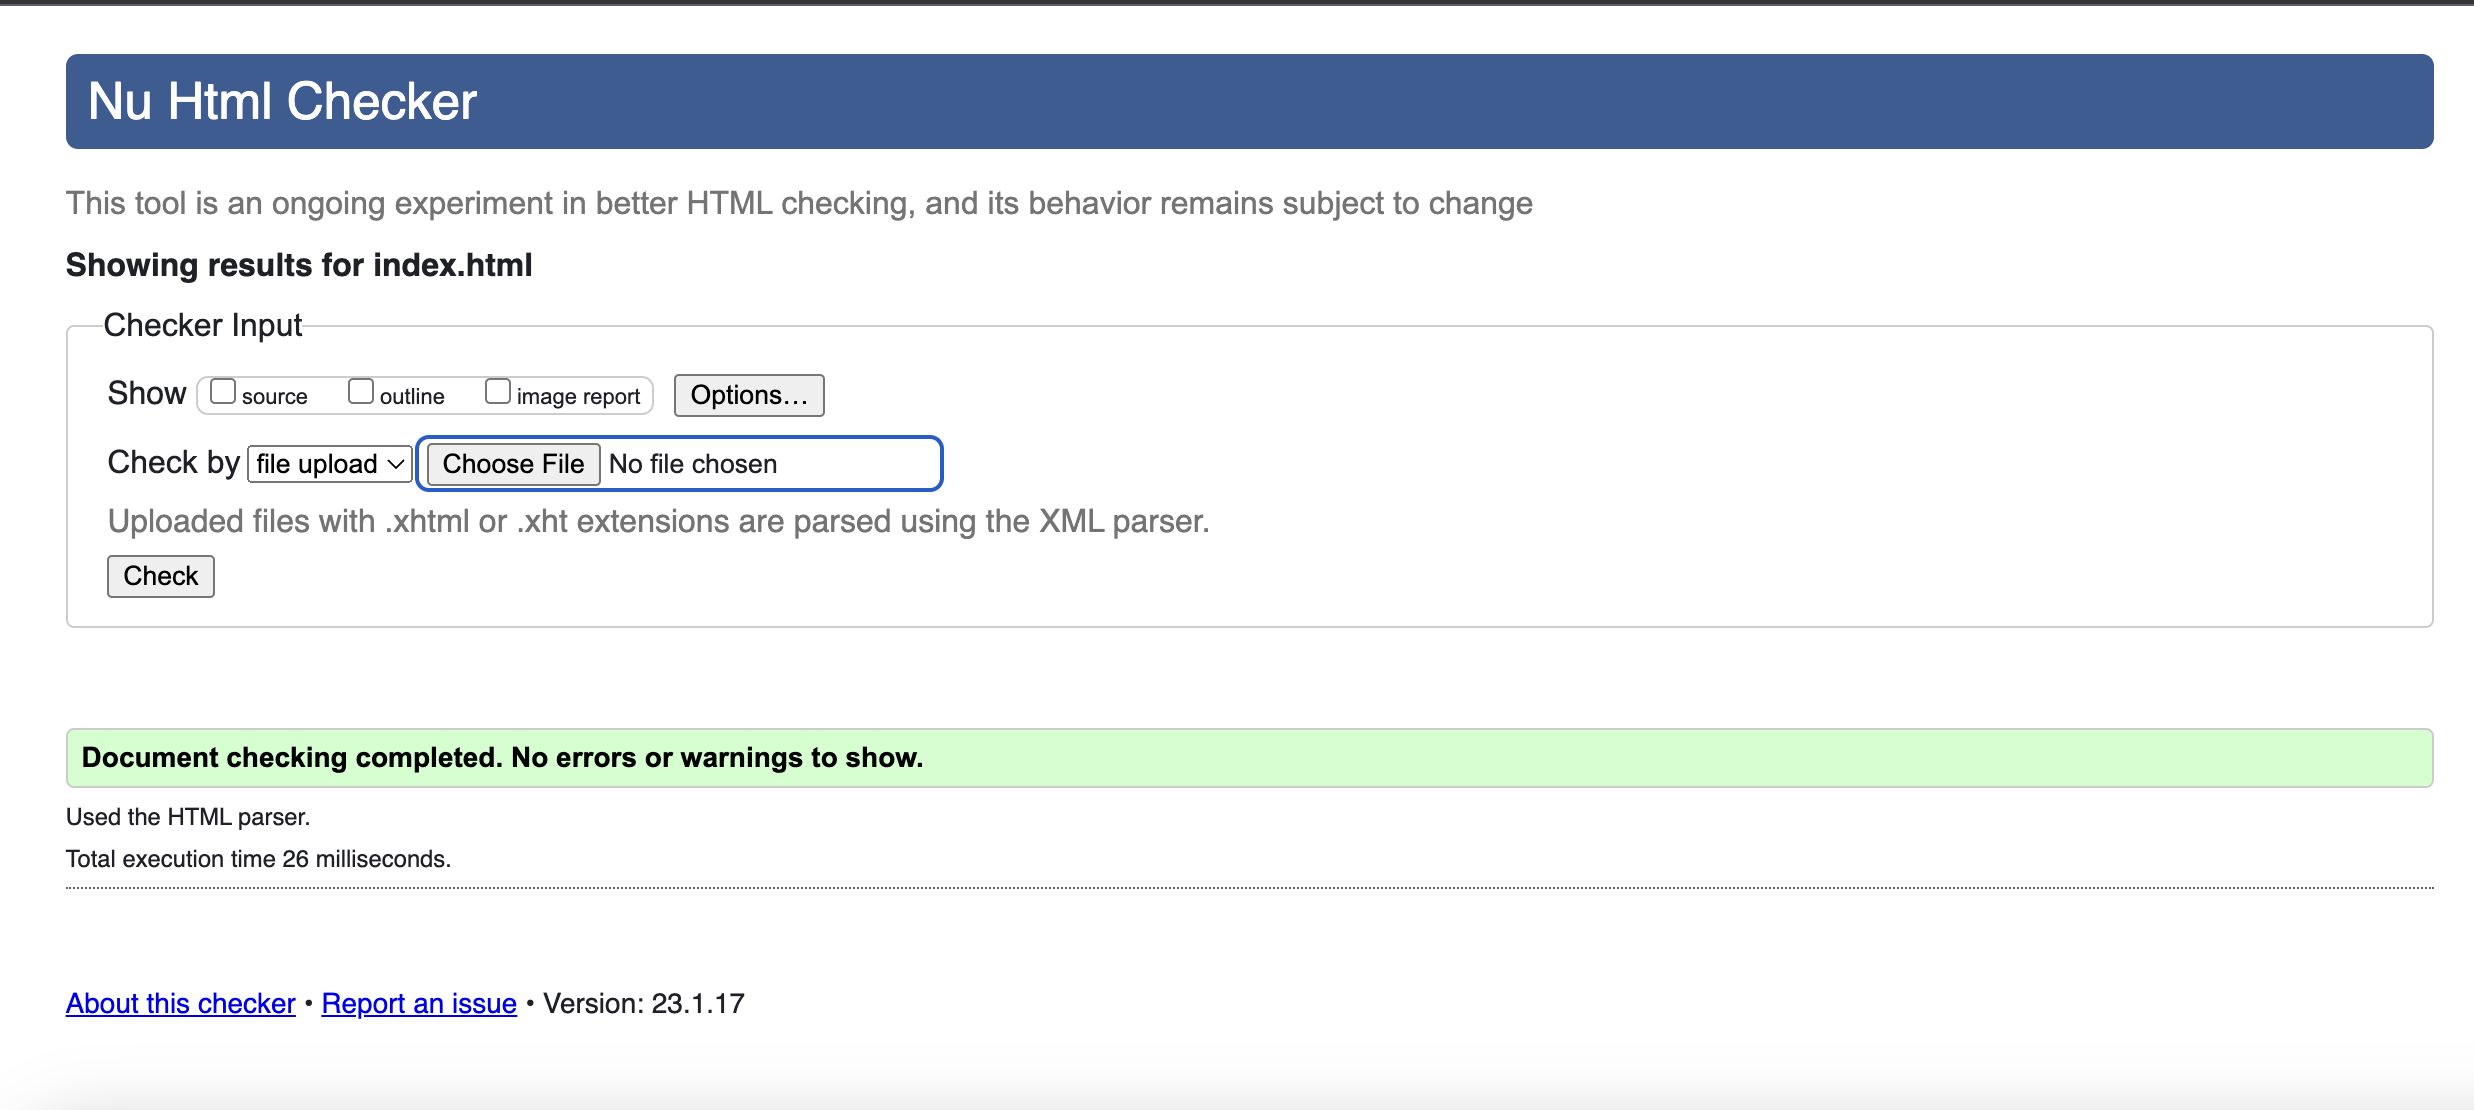 Nu Html Checker
This tool is an ongoing experiment in better HTML checking, and its behavior remains subject to change
Showing results for index.html
Checker Input
Show source outline image report Options…
Check by file upload Choose File No file chosen
Uploaded files with .xhtml or .xht extensions are parsed using the XML parser.
Check
Document checking completed. No errors or warnings to show.
Used the HTML parser.
Total execution time 26 milliseconds.
About this checker • Report an issue • Version: 23.1.17